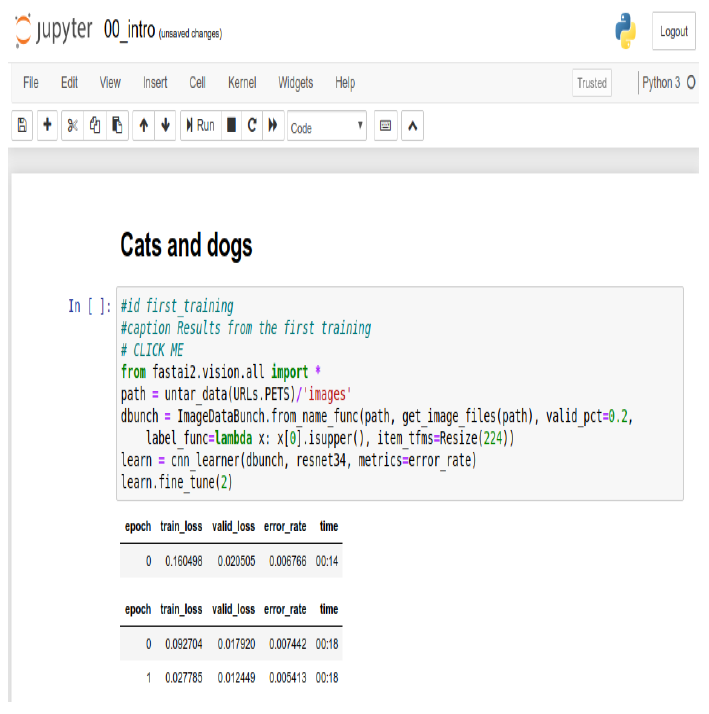 jupyter 00_intro (unsaved changes) Logout
File Edit View Insert Cell Kernel Widgets Help Trusted Python 3
Run Code
Cats and dogs
In [ ]: #id first_training
#caption Results from the first training
# CLICK ME
from fastai2.vision.all import *
path = untar_data(URLs.PETS)/'images'
dbunch = ImageDataBunch.from_name_func(path, get_image_files(path), valid_pct=0.2,
label_func=lambda x: x[0].isupper(), item_tfms=Resize(224))
learn = cnn_learner(dbunch, resnet34, metrics=error_rate)
learn.fine_tune(2)
epoch train_loss valid_loss error_rate time
0 0.160498 0.020505 0.006766 00:14
epoch train_loss valid_loss error_rate time
0 0.092704 0.017920 0.007442 00:18
1 0.027785 0.012449 0.005413 00:18